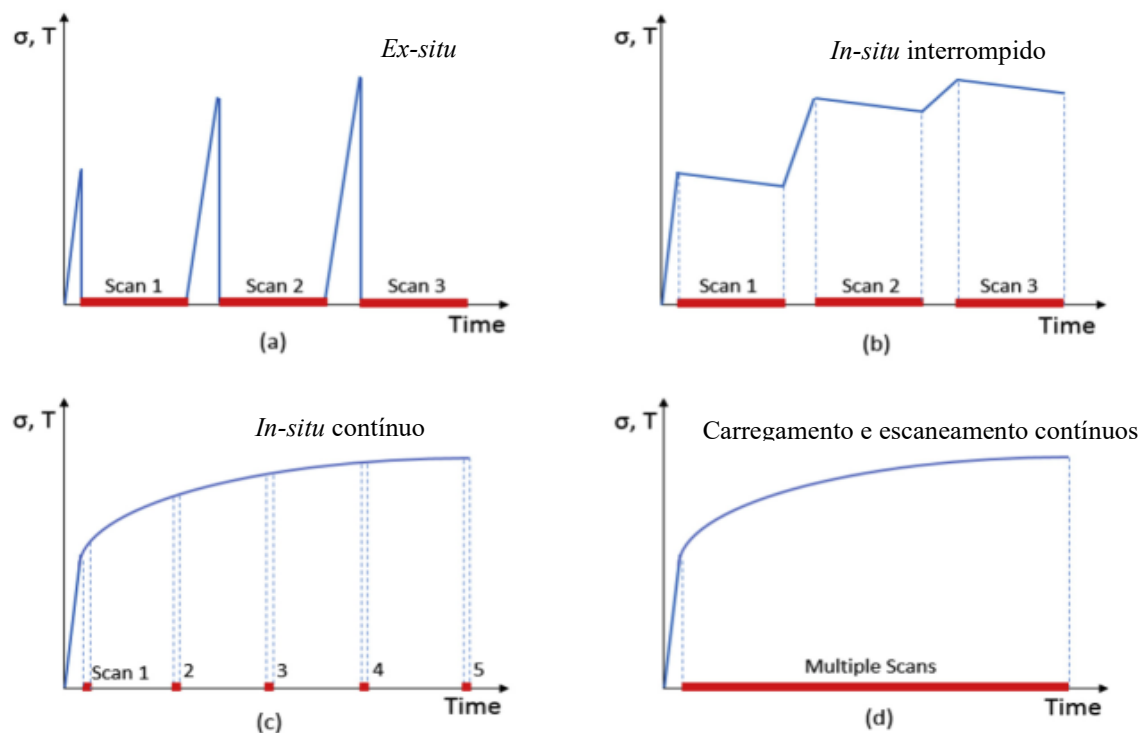 σ, T
Ex-situ
Scan 1
Scan 2
Scan 3
Time
(a)
σ, T
In-situ interrompido
Scan 1
Scan 2
Scan 3
Time
(b)
σ, T
In-situ contínuo
Scan 1
2
3
4
5
Time
(c)
σ, T
Carregamento e escaneamento contínuos
Multiple Scans
Time
(d)